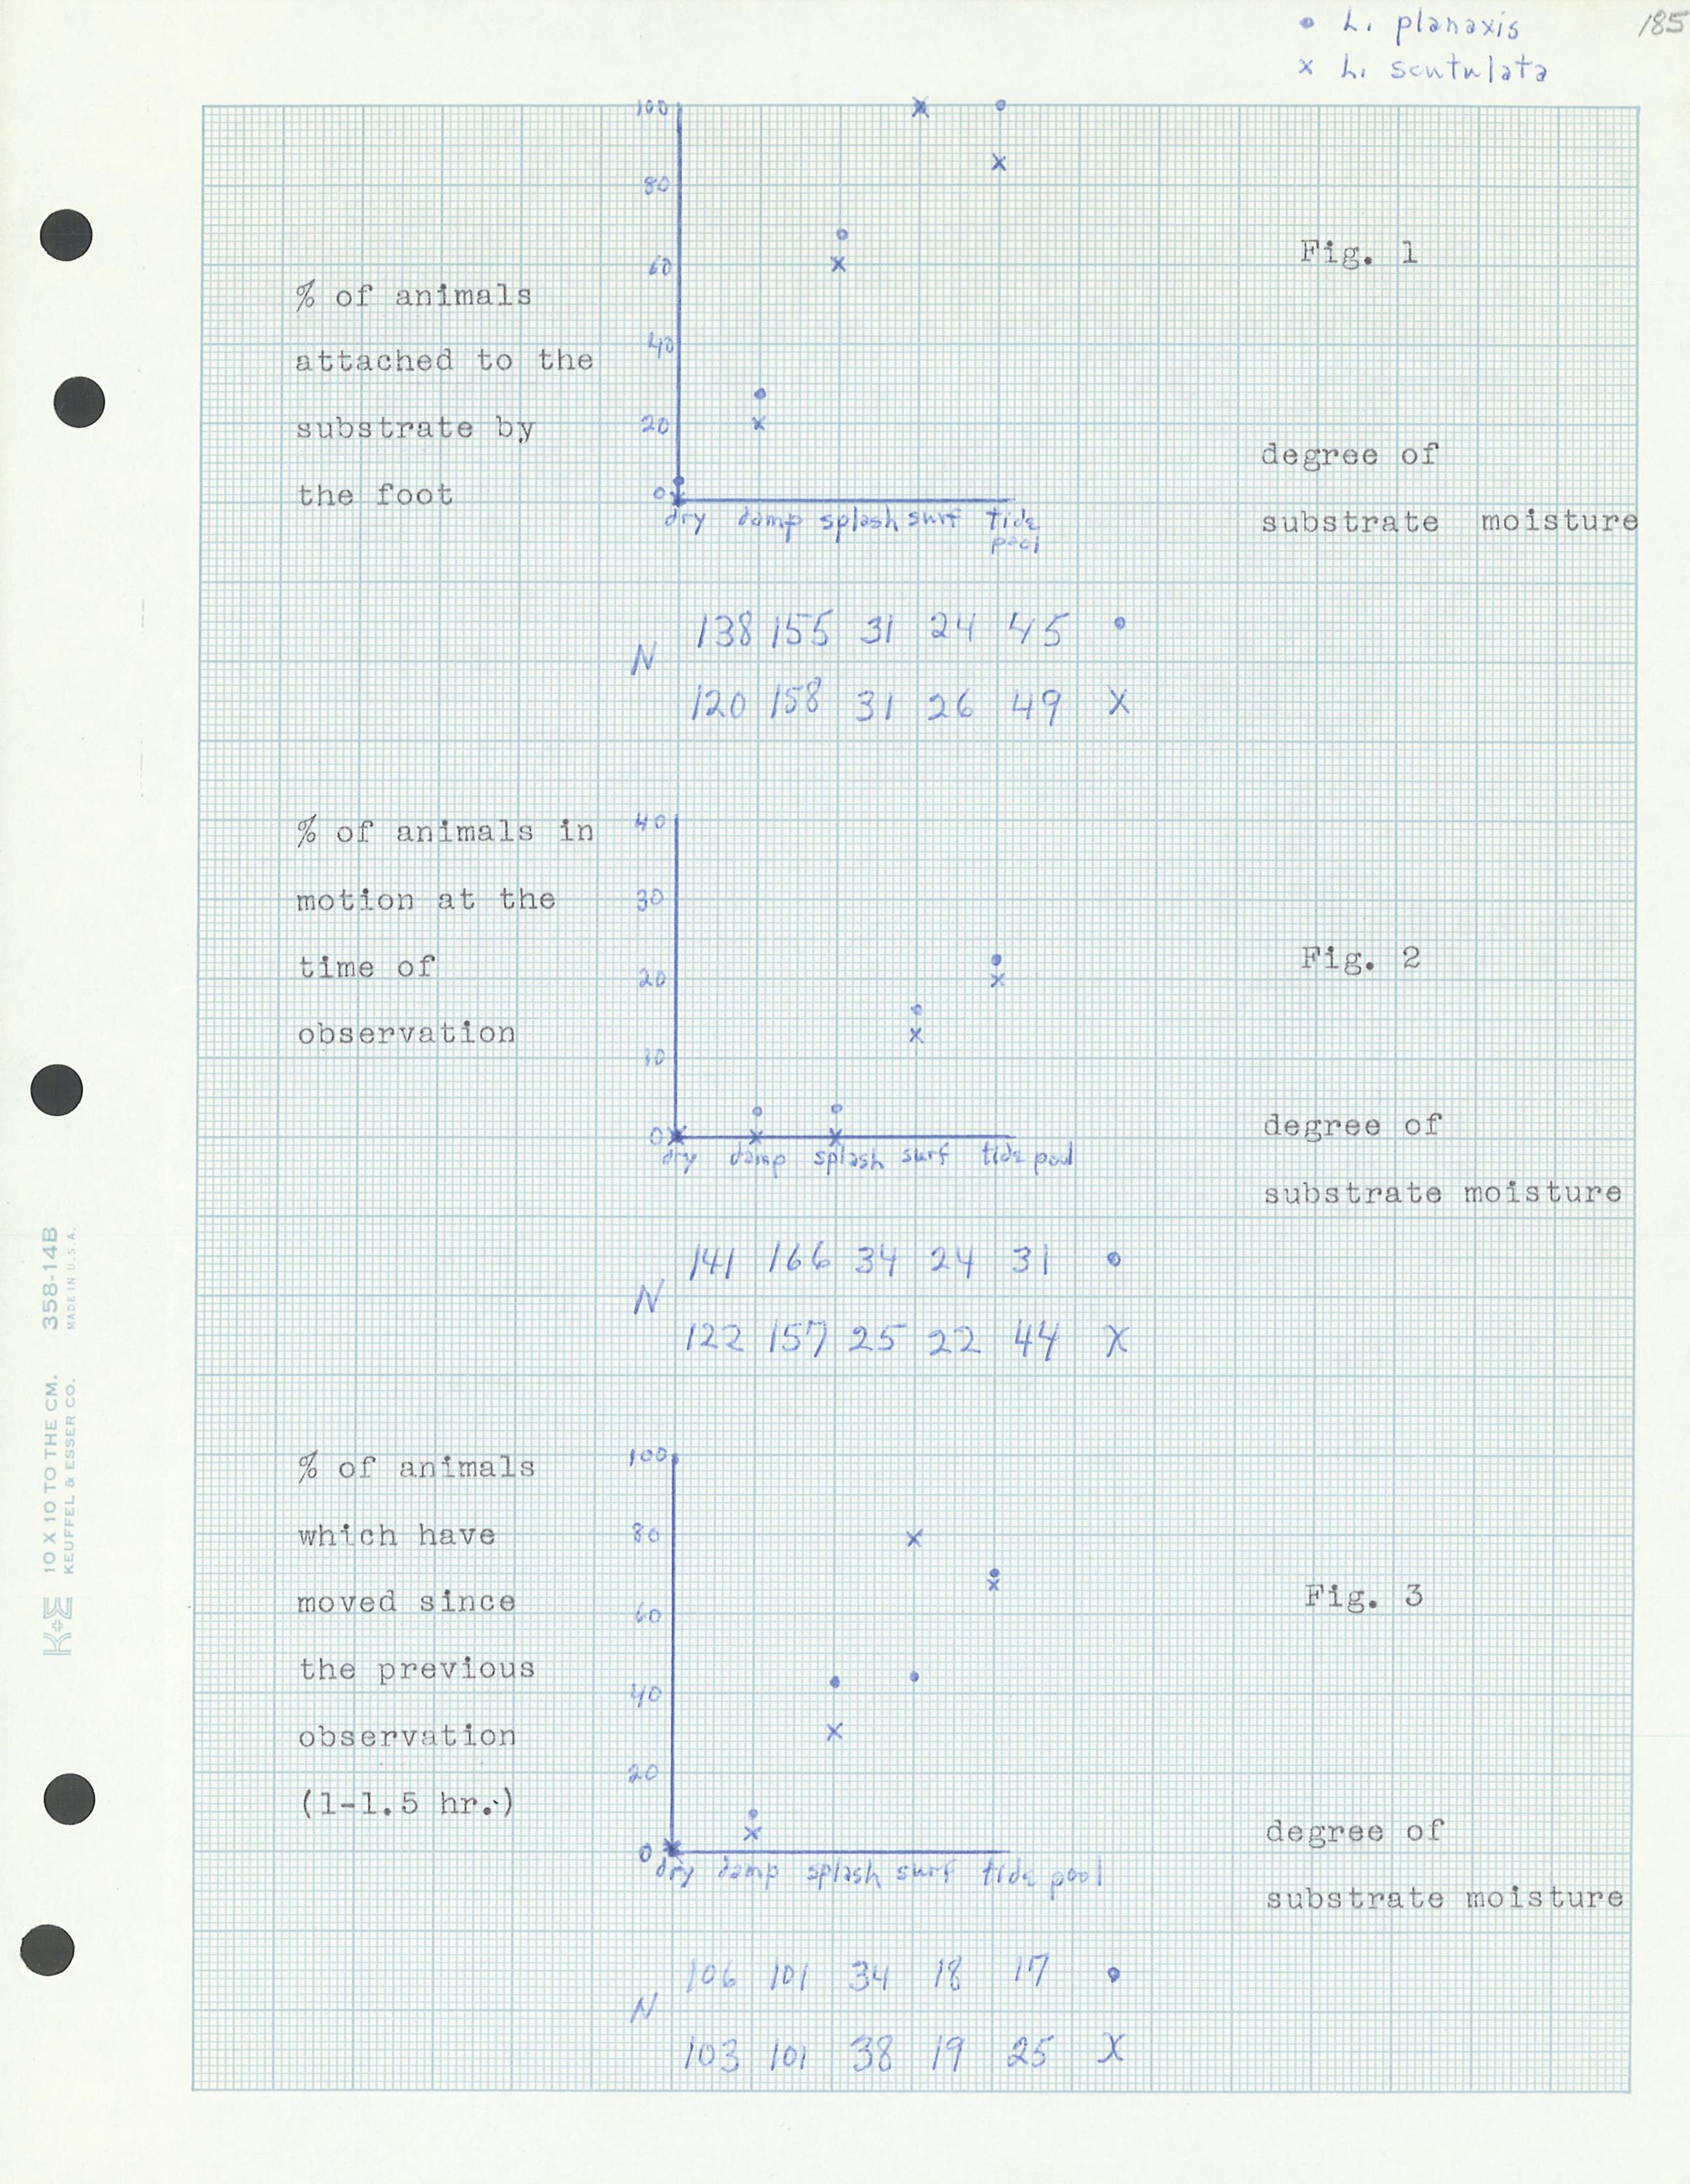 • L. planaxis
185
x L. scutulata
100
80
60
40
20
0
% of animals
attached to the
substrate by
the foot
Fig. 1
dry damp splash surf tide
pool
degree of
substrate moisture
N
138 155 31 24 45 •
120 158 31 26 49 X
40
30
20
10
0
% of animals in
motion at the
time of
observation
Fig. 2
dry damp splash surf tide pool
degree of
substrate moisture
N
141 166 34 24 31 •
122 157 25 22 44 X
100
80
60
40
20
0
% of animals
which have
moved since
the previous
observation
(1-1.5 hr.)
Fig. 3
dry damp splash surf tide pool
degree of
substrate moisture
N
106 101 34 18 17 •
103 101 38 19 25 X
K+E 10 X 10 TO THE CM. 358-14B
KEUFFEL & ESSER CO. MADE IN U.S.A.